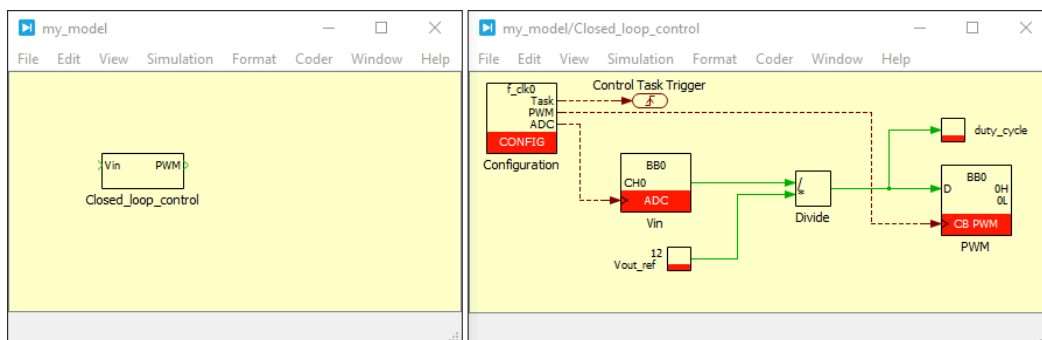 my_model
File Edit View Simulation Format Coder Window Help
Vin PWM
Closed_loop_control
my_model/Closed_loop_control
File Edit View Simulation Format Coder Window Help
f_clk0
Task
PWM
ADC
CONFIG
Configuration
Control Task Trigger
BB0
CH0
ADC
Vin
12
Vout_ref
/
*
Divide
duty_cycle
BB0
D 0H
0L
CB PWM
PWM